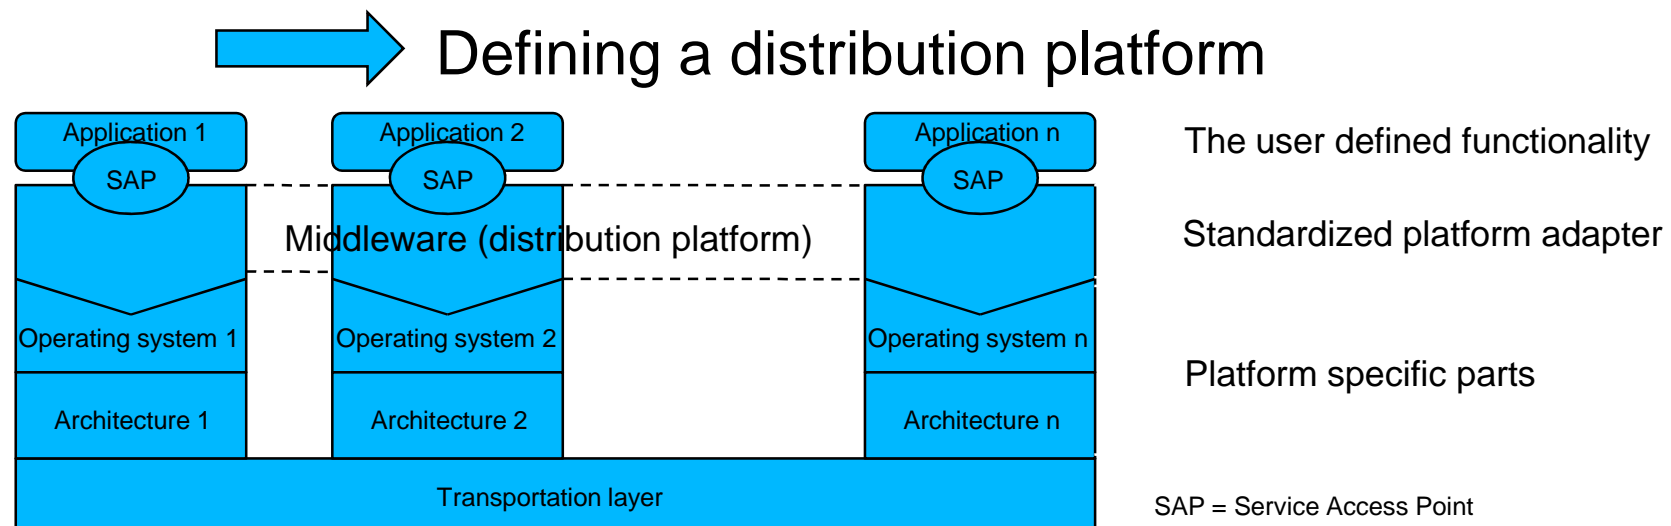 Defining a distribution platform
Application 1
Application 2
Application n
The user defined functionality
SAP
SAP
SAP
Middleware (distribution platform)
Standardized platform adapter
Operating system 1
Operating system 2
Operating system n
Platform specific parts
Architecture 1
Architecture 2
Architecture n
Transportation layer
SAP = Service Access Point